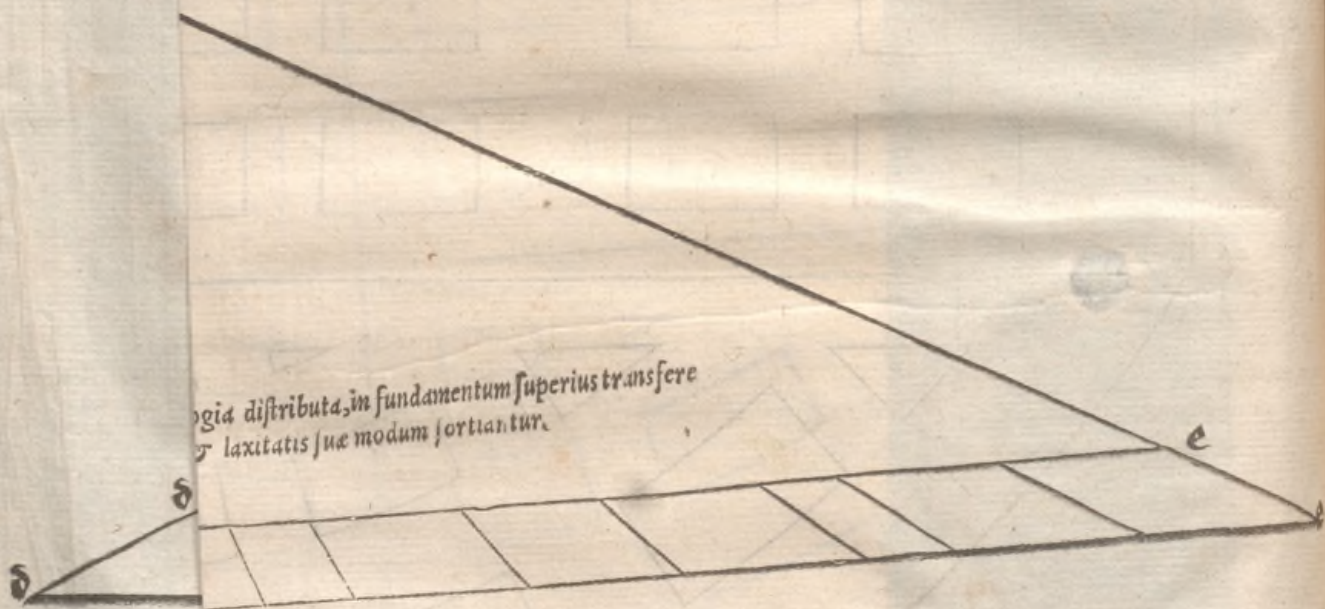 ogia diſtributa, in fundamentum ſuperius transfere
laxitatis ſuæ modum ſortiantur.
δ
e
δ